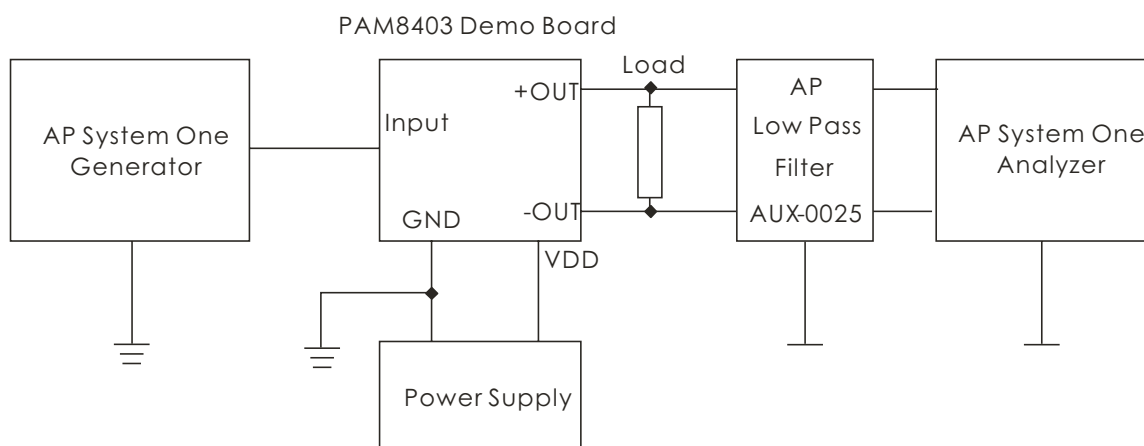 PAM8403 Demo Board
AP System One
Generator
Input
+OUT
-OUT
GND
VDD
Load
AP
Low Pass
Filter
AUX-0025
AP System One
Analyzer
Power Supply